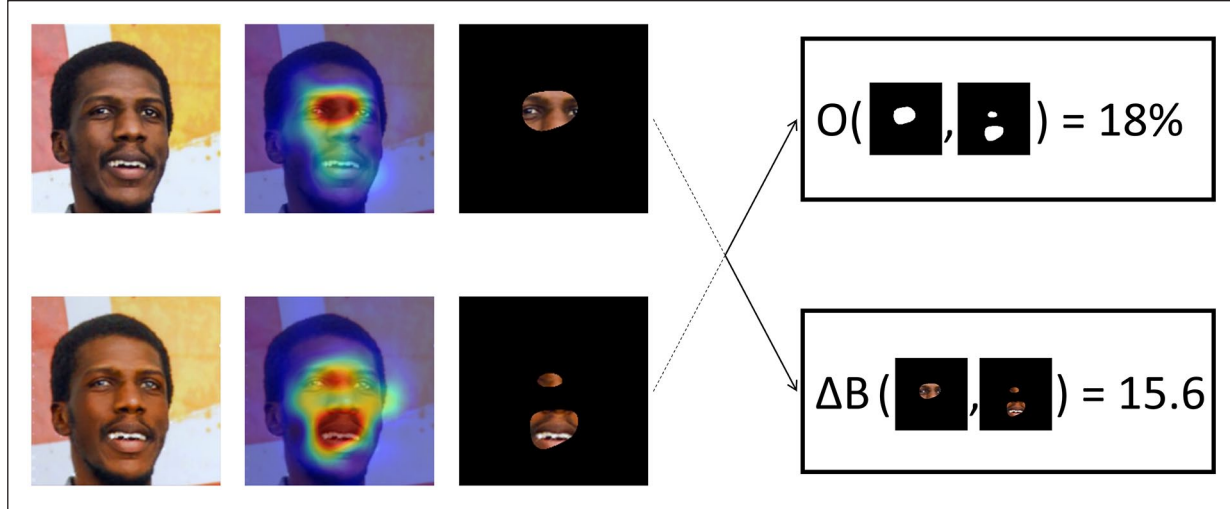 O( , ) = 18%
ΔB ( , ) = 15.6